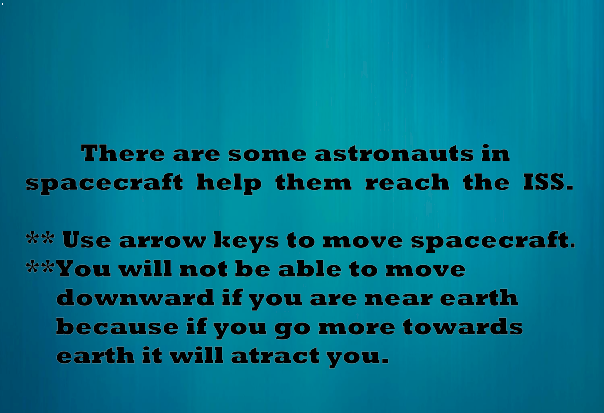 There are some astronauts in
spacecraft help them reach the ISS.
** Use arrow keys to move spacecraft.
**You will not be able to move
downward if you are near earth
because if you go more towards
earth it will atract you.